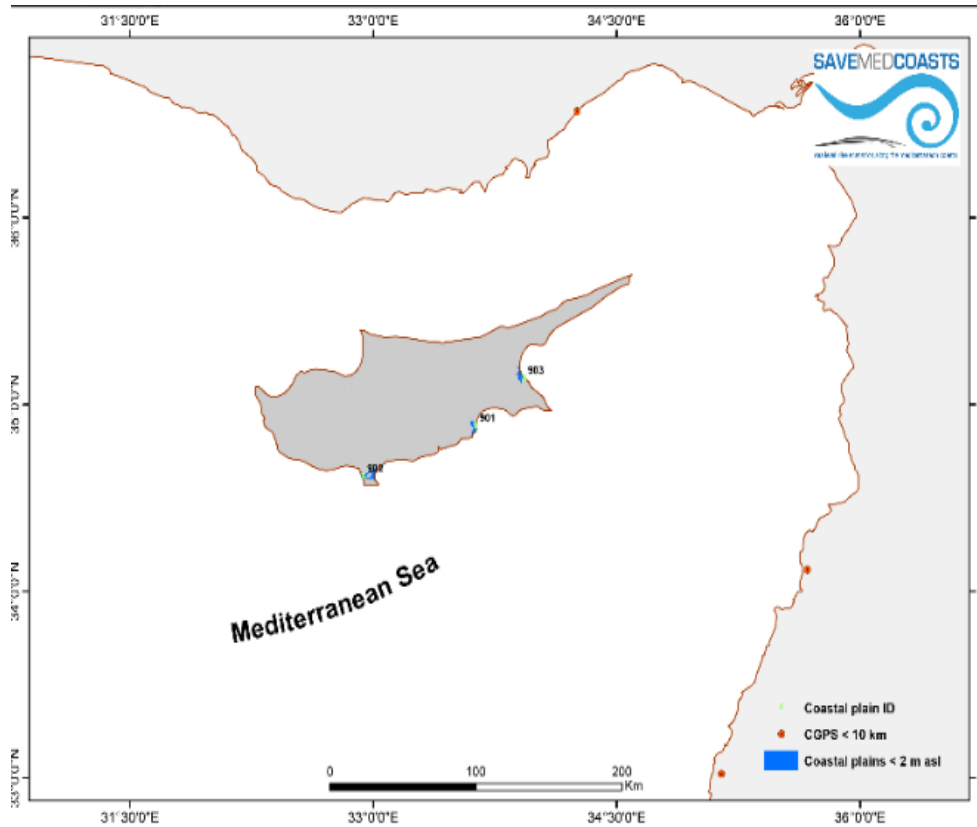 31°30'0"E 33°0'0"E 34°30'0"E 36°0'0"E
SAVEMEDCOASTS
36°0'0"N
35°0'0"N
34°0'0"N
33°0'0"N
903
901
902
Mediterranean Sea
Coastal plain ID
CGPS < 10 km
Coastal plains < 2 m asl
0 100 200
Km
31°30'0"E 33°0'0"E 34°30'0"E 36°0'0"E